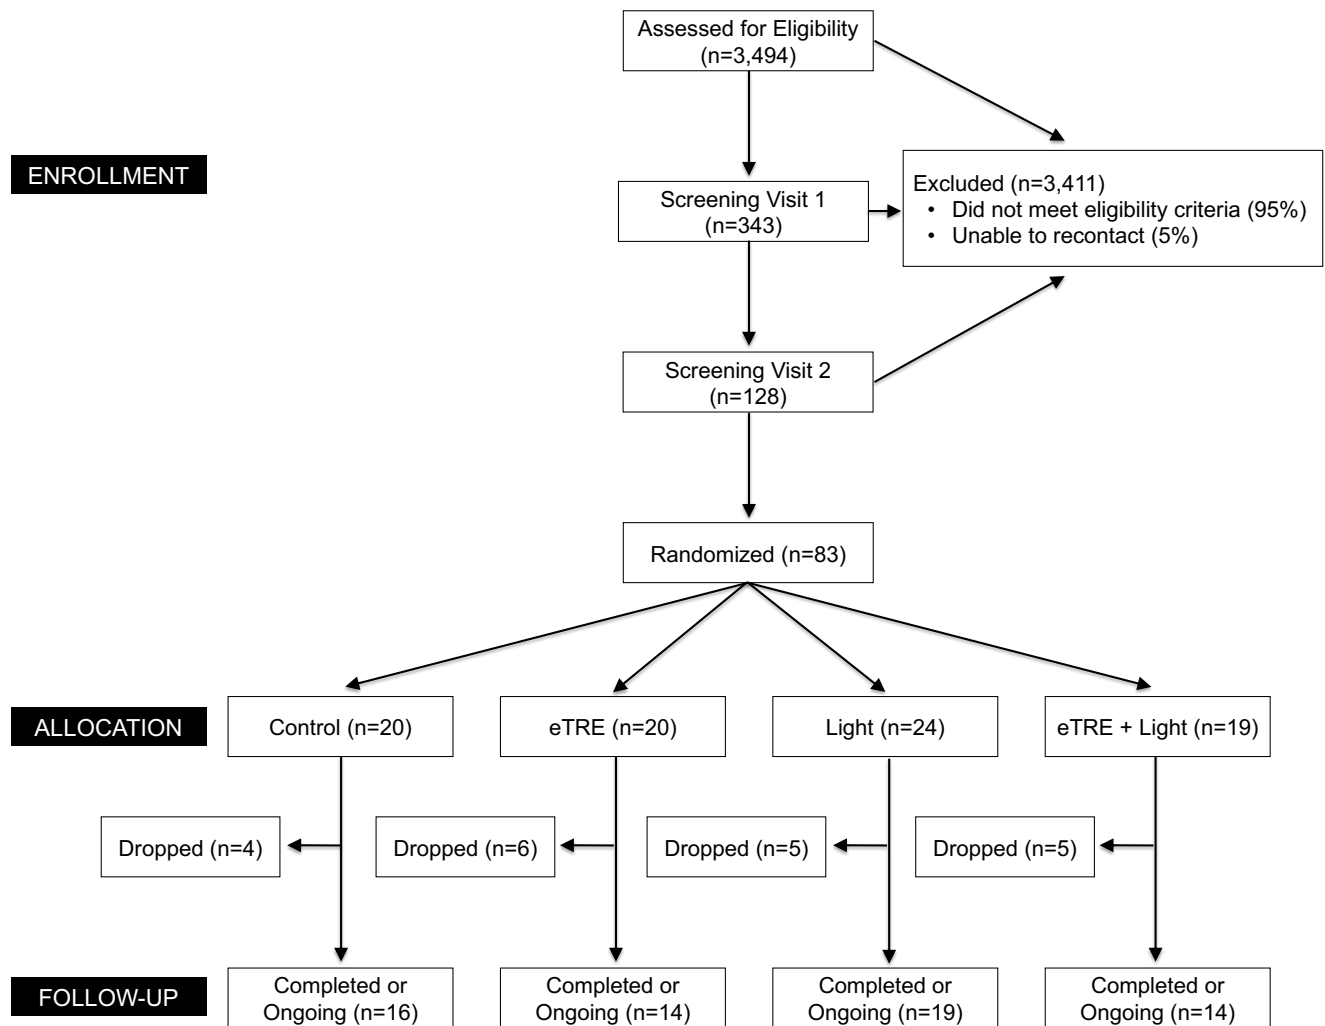 Assessed for Eligibility
(n=3,494)
ENROLLMENT
Excluded (n=3,411)
• Did not meet eligibility criteria (95%)
• Unable to recontact (5%)
Screening Visit 1
(n=343)
Screening Visit 2
(n=128)
Randomized (n=83)
ALLOCATION
Control (n=20)
eTRE (n=20)
Light (n=24)
eTRE + Light (n=19)
Dropped (n=4)
Dropped (n=6)
Dropped (n=5)
Dropped (n=5)
FOLLOW-UP
Completed or
Ongoing (n=16)
Completed or
Ongoing (n=14)
Completed or
Ongoing (n=19)
Completed or
Ongoing (n=14)